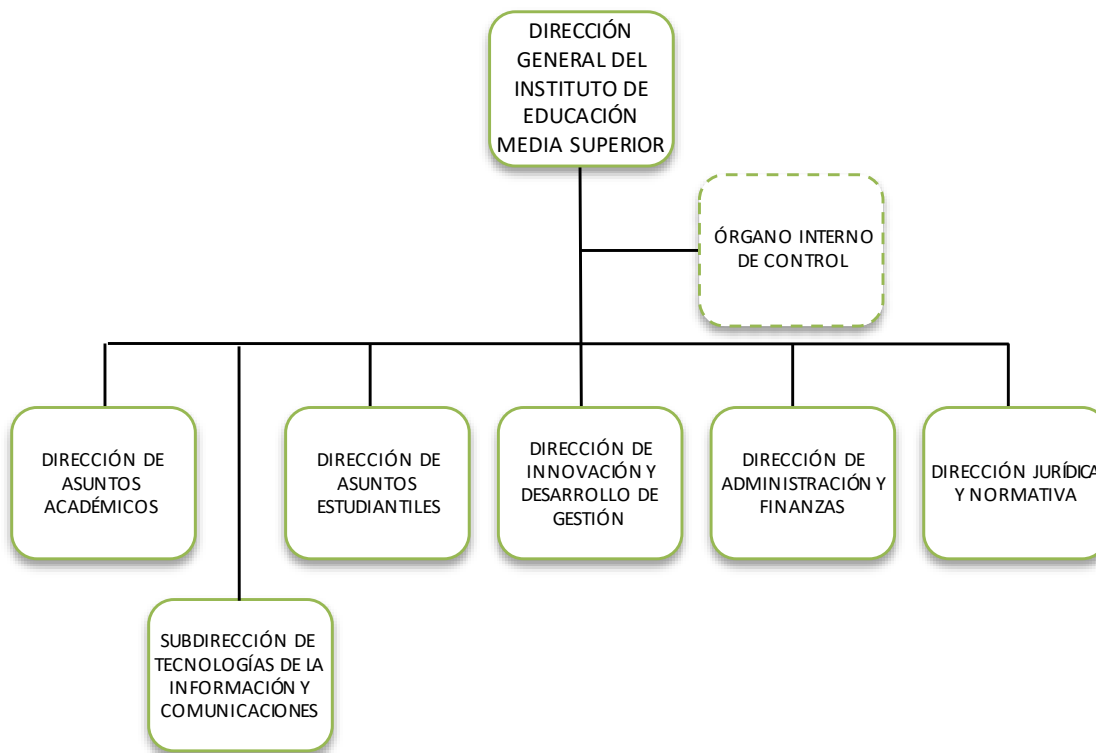 DIRECCIÓN
GENERAL DEL
INSTITUTO DE
EDUCACIÓN
MEDIA SUPERIOR
ÓRGANO INTERNO
DE CONTROL
DIRECCIÓN DE
ASUNTOS
ACADÉMICOS
DIRECCIÓN DE
ASUNTOS
ESTUDIANTILES
DIRECCIÓN DE
INNOVACIÓN Y
DESARROLLO DE
GESTIÓN
DIRECCIÓN DE
ADMINISTRACIÓN Y
FINANZAS
DIRECCIÓN JURÍDICA
Y NORMATIVA
SUBDIRECCIÓN DE
TECNOLOGÍAS DE LA
INFORMACIÓN Y
COMUNICACIONES